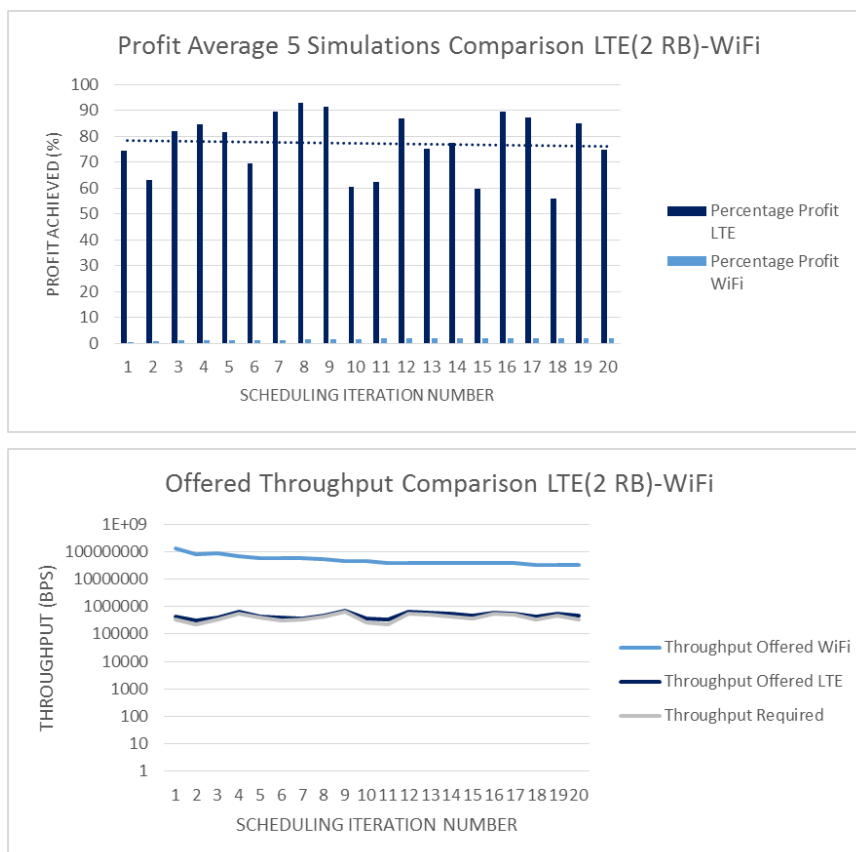 Profit Average 5 Simulations Comparison LTE(2 RB)-WiFi
PROFIT ACHIEVED (%)
100
90
80
70
60
50
40
30
20
10
0
1 2 3 4 5 6 7 8 9 10 11 12 13 14 15 16 17 18 19 20
SCHEDULING ITERATION NUMBER
Percentage Profit
LTE
Percentage Profit
WiFi
Offered Throughput Comparison LTE(2 RB)-WiFi
THROUGHPUT (BPS)
1E+09
100000000
10000000
1000000
100000
10000
1000
100
10
1
1 2 3 4 5 6 7 8 9 10 11 12 13 14 15 16 17 18 19 20
SCHEDULING ITERATION NUMBER
Throughput Offered WiFi
Throughput Offered LTE
Throughput Required